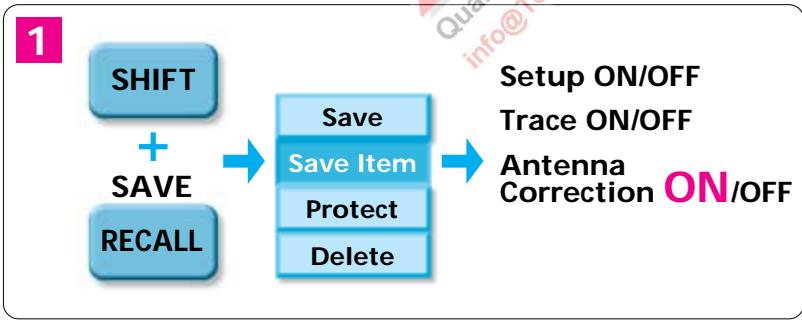 1
SHIFT
+
SAVE
RECALL
Save
Save Item
Protect
Delete
Setup ON/OFF
Trace ON/OFF
Antenna
Correction ON/OFF